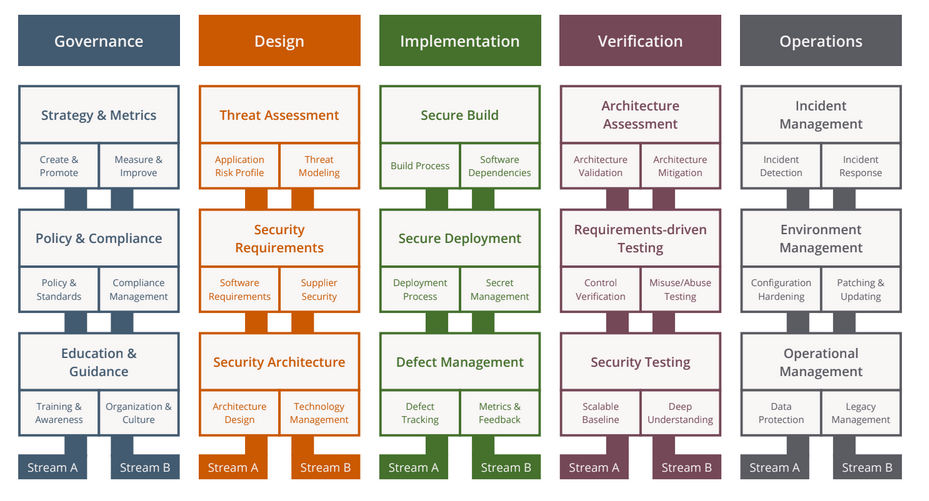 Governance
Design
Implementation
Verification
Operations
Strategy & Metrics
Threat Assessment
Secure Build
Architecture
Assessment
Incident
Management
Create &
Promote
Measure &
Improve
Application
Risk Profile
Threat
Modeling
Build Process
Software
Dependencies
Architecture
Validation
Architecture
Mitigation
Incident
Detection
Incident
Response
Policy & Compliance
Security
Requirements
Secure Deployment
Requirements-driven
Testing
Environment
Management
Policy &
Standards
Compliance
Management
Software
Requirements
Supplier
Security
Deployment
Process
Secret
Management
Control
Verification
Misuse/Abuse
Testing
Configuration
Hardening
Patching &
Updating
Education &
Guidance
Security Architecture
Defect Management
Security Testing
Operational
Management
Training &
Awareness
Organization &
Culture
Architecture
Design
Technology
Management
Defect
Tracking
Metrics &
Feedback
Scalable
Baseline
Deep
Understanding
Data
Protection
Legacy
Management
Stream A
Stream B
Stream A
Stream B
Stream A
Stream B
Stream A
Stream B
Stream A
Stream B